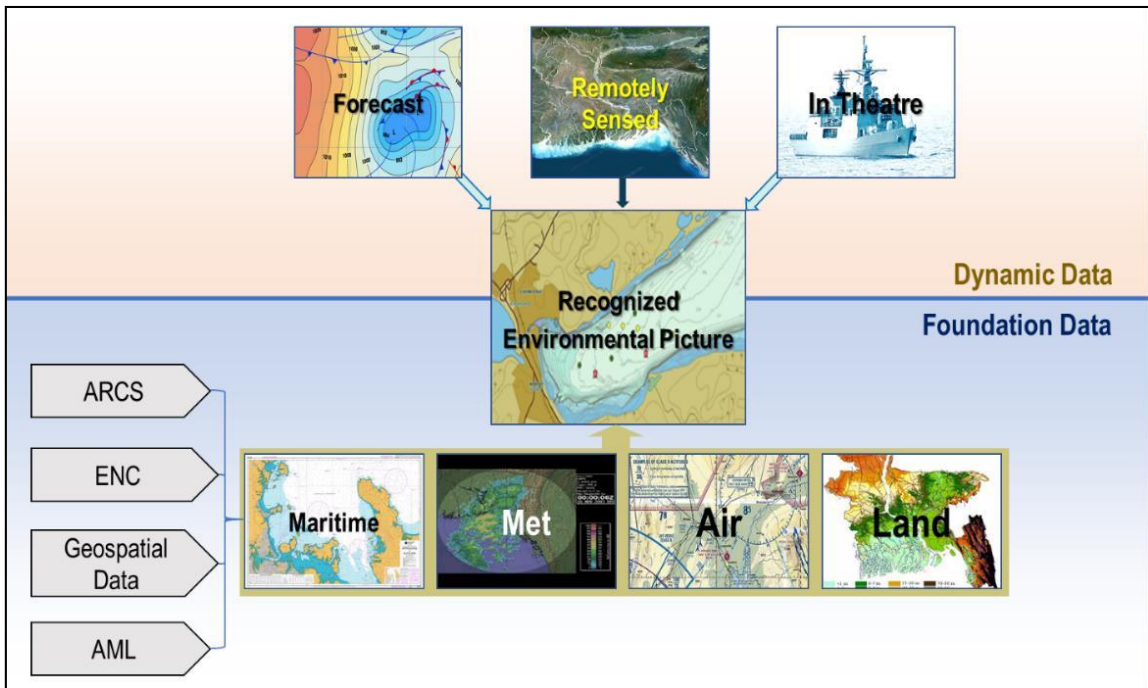 Forecast
Remotely
Sensed
In Theatre
Recognized
Environmental Picture
Dynamic Data
Foundation Data
ARCS
ENC
Geospatial
Data
AML
Maritime
Met
Air
Land